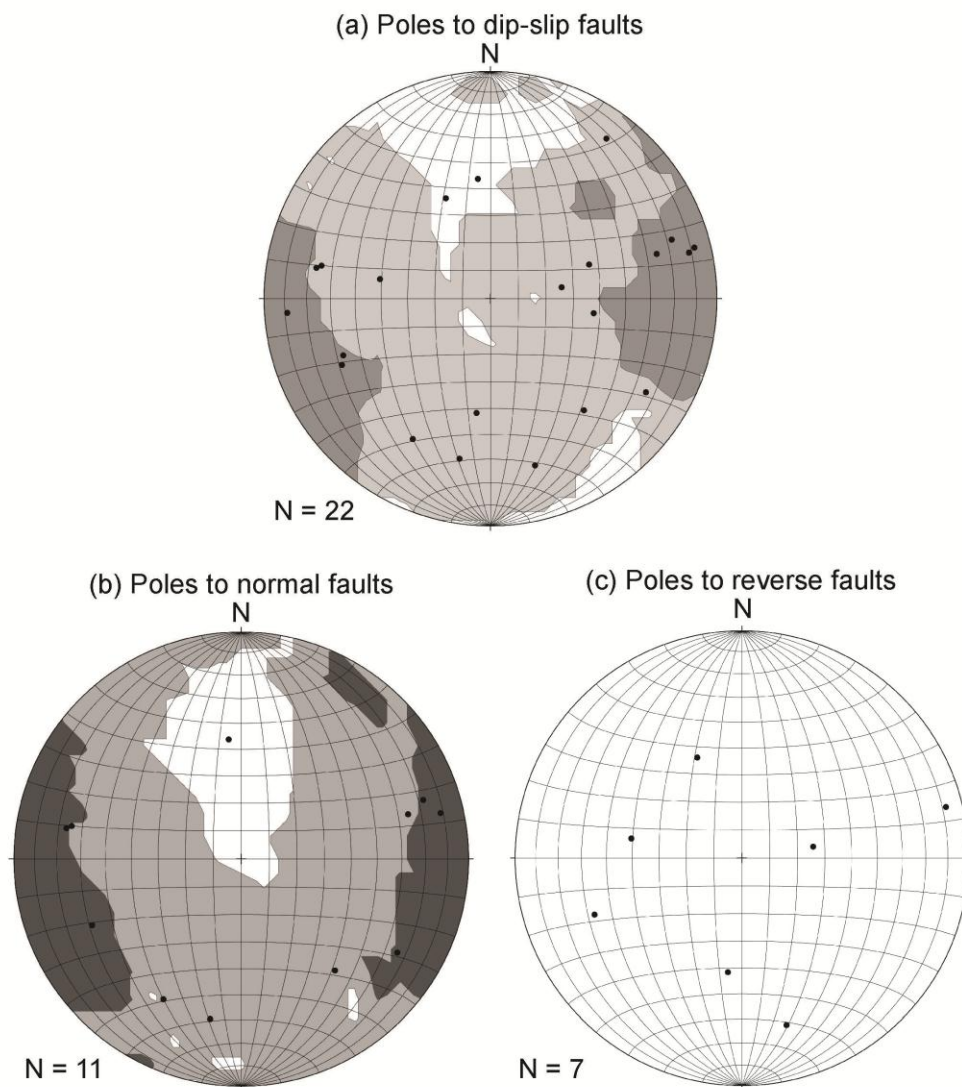 (a) Poles to dip-slip faults
N
N = 22
(b) Poles to normal faults
N
N = 11
(c) Poles to reverse faults
N
N = 7